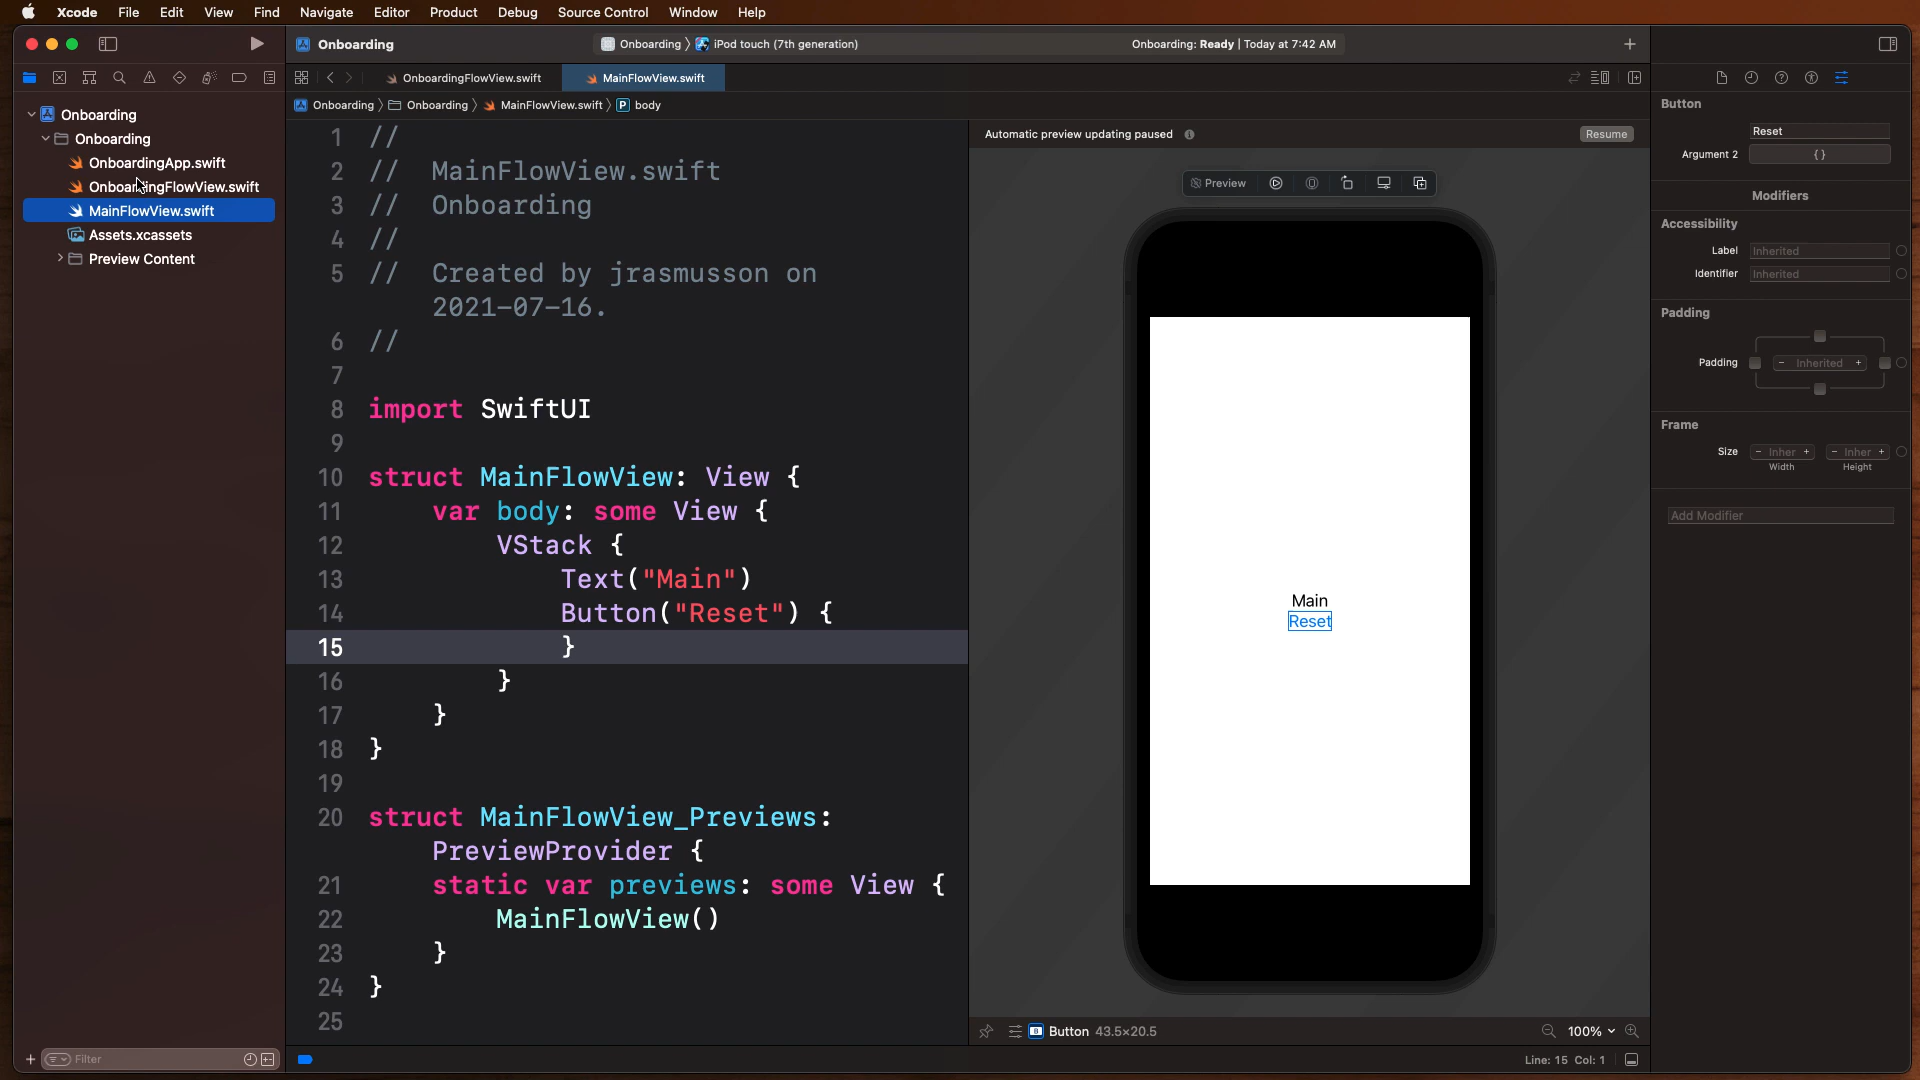 Xcode File Edit View Find Navigate Editor Product Debug Source Control Window Help
Onboarding
Onboarding iPod touch (7th generation)
Onboarding: Ready | Today at 7:42 AM
OnboardingFlowView.swift
MainFlowView.swift
Onboarding Onboarding MainFlowView.swift P body
Onboarding
Onboarding
OnboardingApp.swift
OnboardingFlowView.swift
MainFlowView.swift
Assets.xcassets
Preview Content
Filter
1 //
2 // MainFlowView.swift
3 // Onboarding
4 //
5 // Created by jrasmusson on
2021-07-16.
6 //
7
8 import SwiftUI
9
10 struct MainFlowView: View {
11 var body: some View {
12 VStack {
13 Text("Main")
14 Button("Reset") {
15 }
16 }
17 }
18 }
19
20 struct MainFlowView_Previews:
PreviewProvider {
21 static var previews: some View {
22 MainFlowView()
23 }
24 }
25
Automatic preview updating paused
Resume
Preview
Main
Reset
Button 43.5×20.5
100%
Line: 15 Col: 1
Button
Reset
Argument 2 { }
Modifiers
Accessibility
Label Inherited
Identifier Inherited
Padding
Padding - Inherited +
Frame
Size - Inher + - Inher +
Width Height
Add Modifier